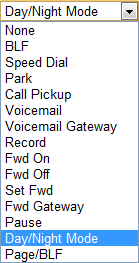 Day/Night Mode
None
BLF
Speed Dial
Park
Call Pickup
Voicemail
Voicemail Gateway
Record
Fwd On
Fwd Off
Set Fwd
Fwd Gateway
Pause
Day/Night Mode
Page/BLF